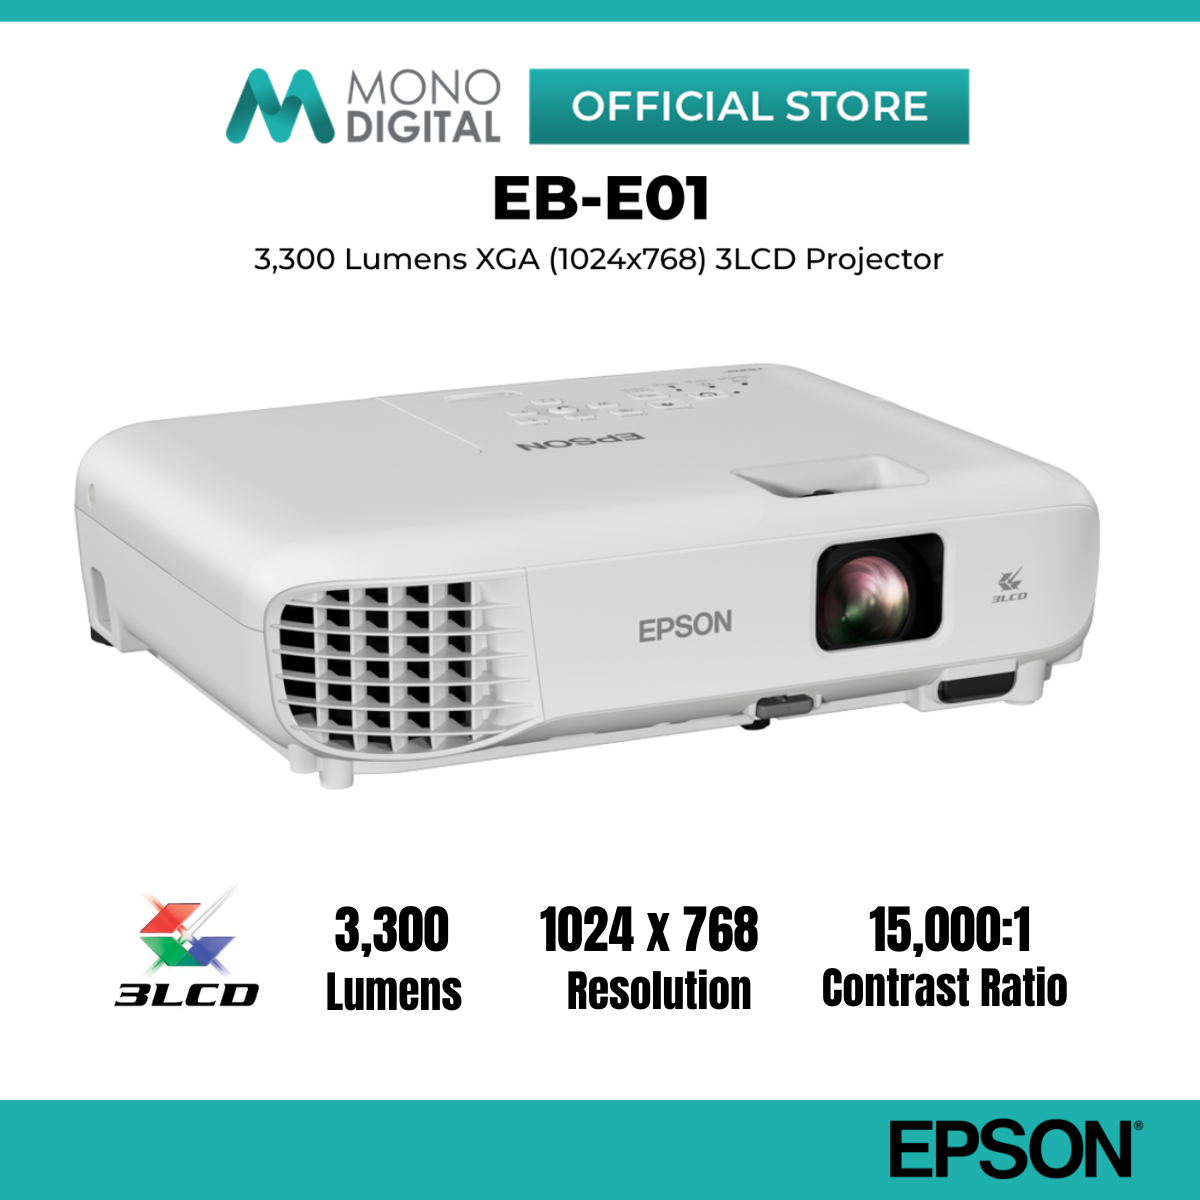 MONO
DIGITAL
OFFICIAL STORE
EB-E01
3,300 Lumens XGA (1024x768) 3LCD Projector
EPSON
EPSON
3LCD
3LCD
3,300
Lumens
1024 x 768
Resolution
15,000:1
Contrast Ratio
EPSON®